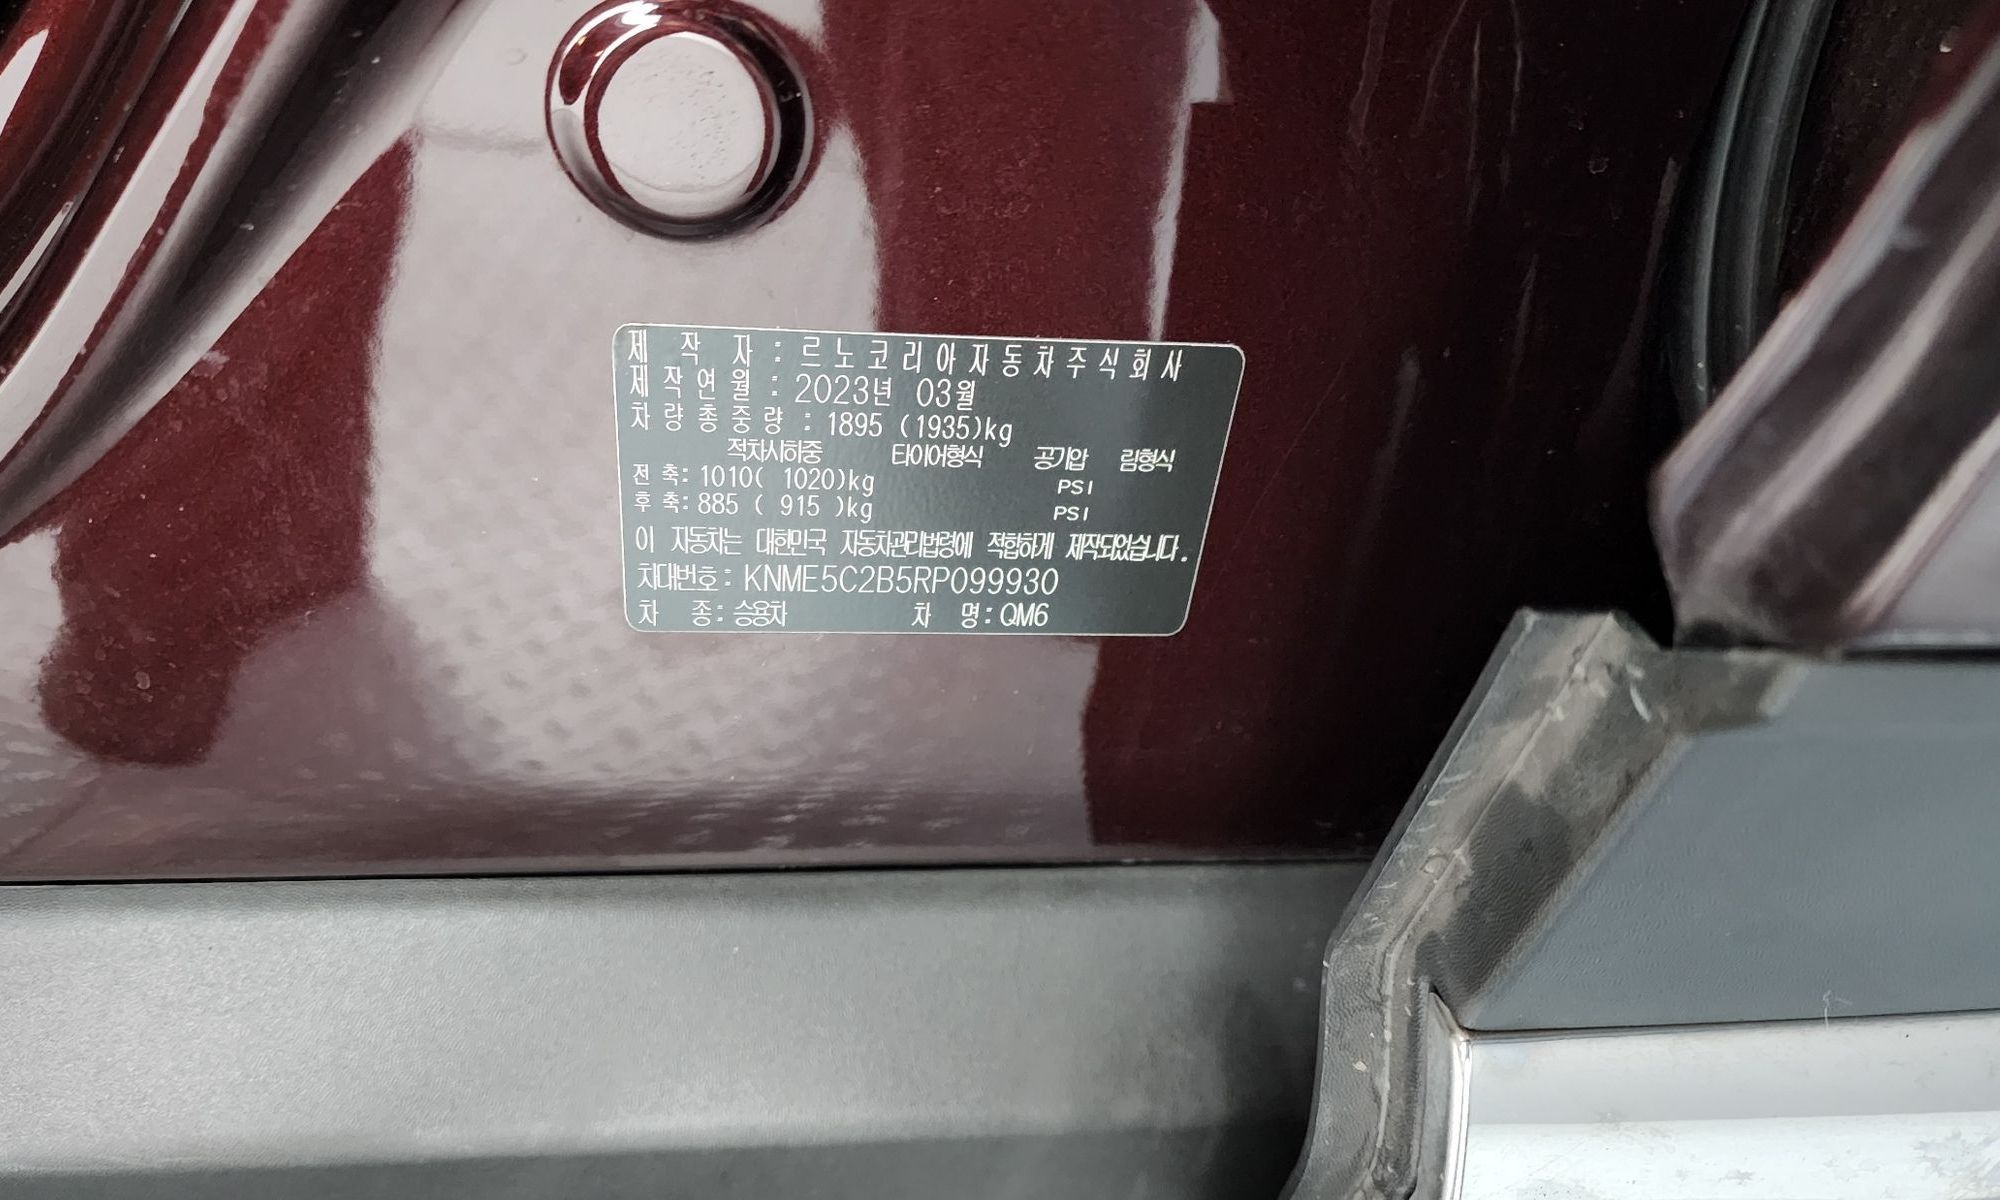 제 작 자 : 르노코리아자동차주식회사
제작연월 : 2023년 03월
차량총중량 : 1895 (1935)kg
적차시하중 타이어형식 공기압 림형식
전 축: 1010( 1020)kg PSI
후 축: 885 ( 915 )kg PSI
이 자동차는 대한민국 자동차관리법령에 적합하게 제작되었습니다.
차대번호: KNME5C2B5RP099930
차 종: 승용차 차 명: QM6